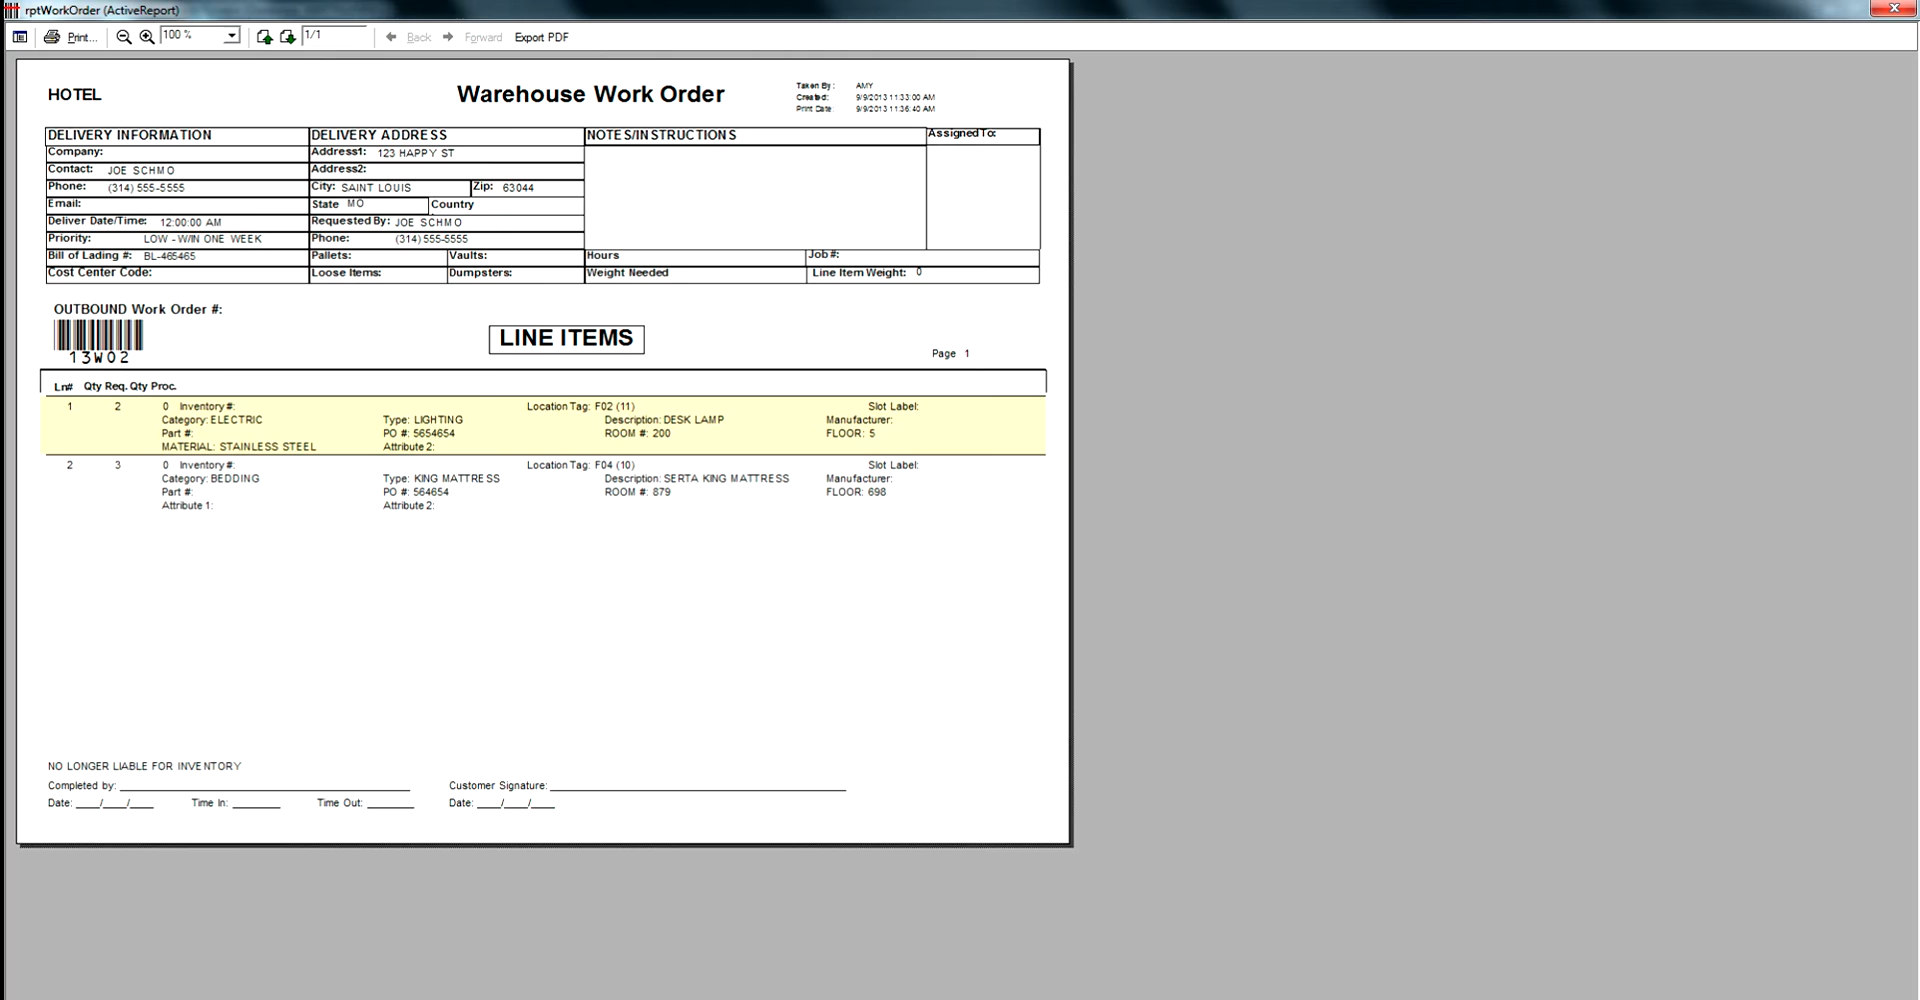 rptWorkOrder (ActiveReport)
Print... 100 % 1/1 Back Forward Export PDF
HOTEL
Warehouse Work Order
Taken By: AMY
Created: 9/9/2013 11:33:00 AM
Print Date: 9/9/2013 11:36:40 AM
DELIVERY INFORMATION DELIVERY ADDRESS NOTES/INSTRUCTIONS Assigned To:
Company: Address1: 123 HAPPY ST
Contact: JOE SCHMO Address2:
Phone: (314) 555-5555 City: SAINT LOUIS Zip: 63044
Email: State MO Country
Deliver Date/Time: 12:00:00 AM Requested By: JOE SCHMO
Priority: LOW - W/IN ONE WEEK Phone: (314) 555-5555
Bill of Lading #: BL-465465 Pallets: Vaults: Hours Job #:
Cost Center Code: Loose Items: Dumpsters: Weight Needed Line Item Weight: 0
OUTBOUND Work Order #:
13W02
LINE ITEMS
Page 1
Ln# Qty Req. Qty Proc.
1 2 0 Inventory #: Location Tag: F02 (11) Slot Label:
Category: ELECTRIC Type: LIGHTING Description: DESK LAMP Manufacturer:
Part #: PO #: 5654654 ROOM #: 200 FLOOR: 5
MATERIAL: STAINLESS STEEL Attribute 2:
2 3 0 Inventory #: Location Tag: F04 (10) Slot Label:
Category: BEDDING Type: KING MATTRESS Description: SERTA KING MATTRESS Manufacturer:
Part #: PO #: 564654 ROOM #: 879 FLOOR: 698
Attribute 1: Attribute 2:
NO LONGER LIABLE FOR INVENTORY
Completed by: Customer Signature:
Date: ___/___/___ Time In: Time Out: Date: ___/___/___